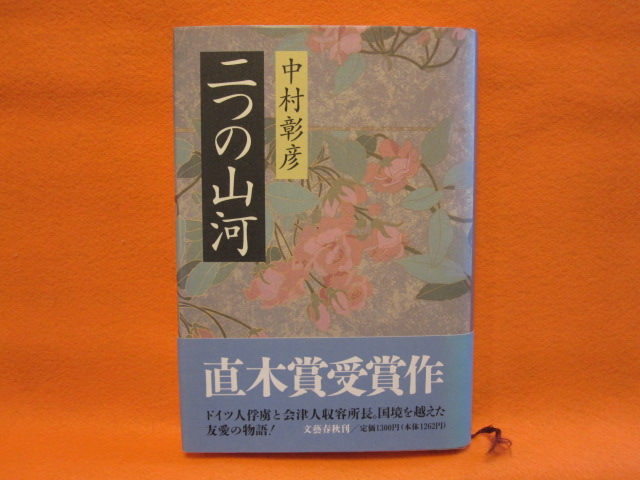 二つの山河
中村彰彦
直木賞受賞作
ドイツ人俘虜と会津人収容所長。国境を越えた
友愛の物語! 文藝春秋刊/定価1300円(本体1262円)